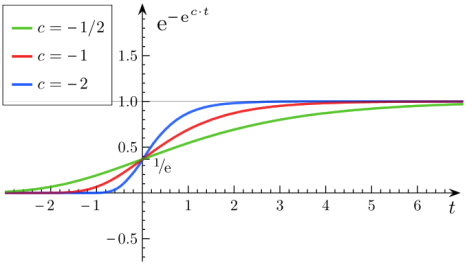 c = −1/2
c = −1
c = −2
e^{−e^{c·t}}
1.5
1.0
0.5
1/e
−2 −1 1 2 3 4 5 6 t
−0.5